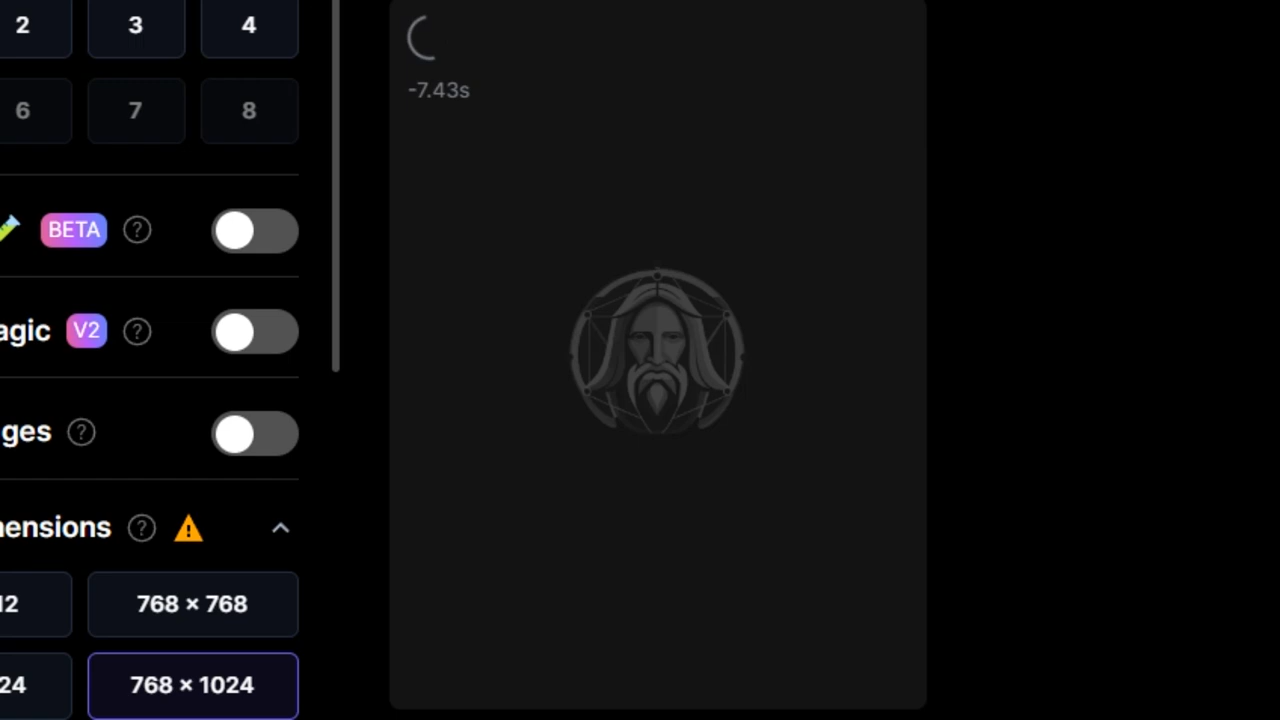 2 3 4
-7.43s
6 7 8
BETA ?
agic V2 ?
ges ?
ensions ?
12 768 × 768
24 768 × 1024